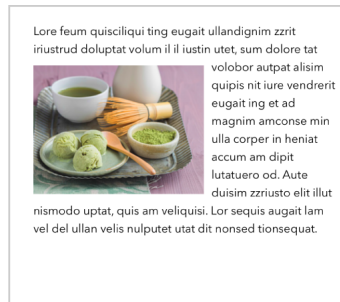 Lore feum quisciliqui ting eugait ullandignim zzrit
iriustrud doluptat volum il il iustin utet, sum dolore tat
volobor autpat alisim
quipis nit iure vendrerit
eugait ing et ad
magnim amconse min
ulla corper in heniat
accum am dipit
lutatuero od. Aute
duisim zzriusto elit illut
nismodo uptat, quis am veliquisi. Lor sequis augait lam
vel del ullan velis nulputet utat dit nonsed tionsequat.